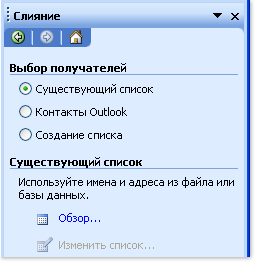 Слияние
Выбор получателей
Существующий список
Контакты Outlook
Создание списка
Существующий список
Используйте имена и адреса из файла или
базы данных.
Обзор...
Изменить список...